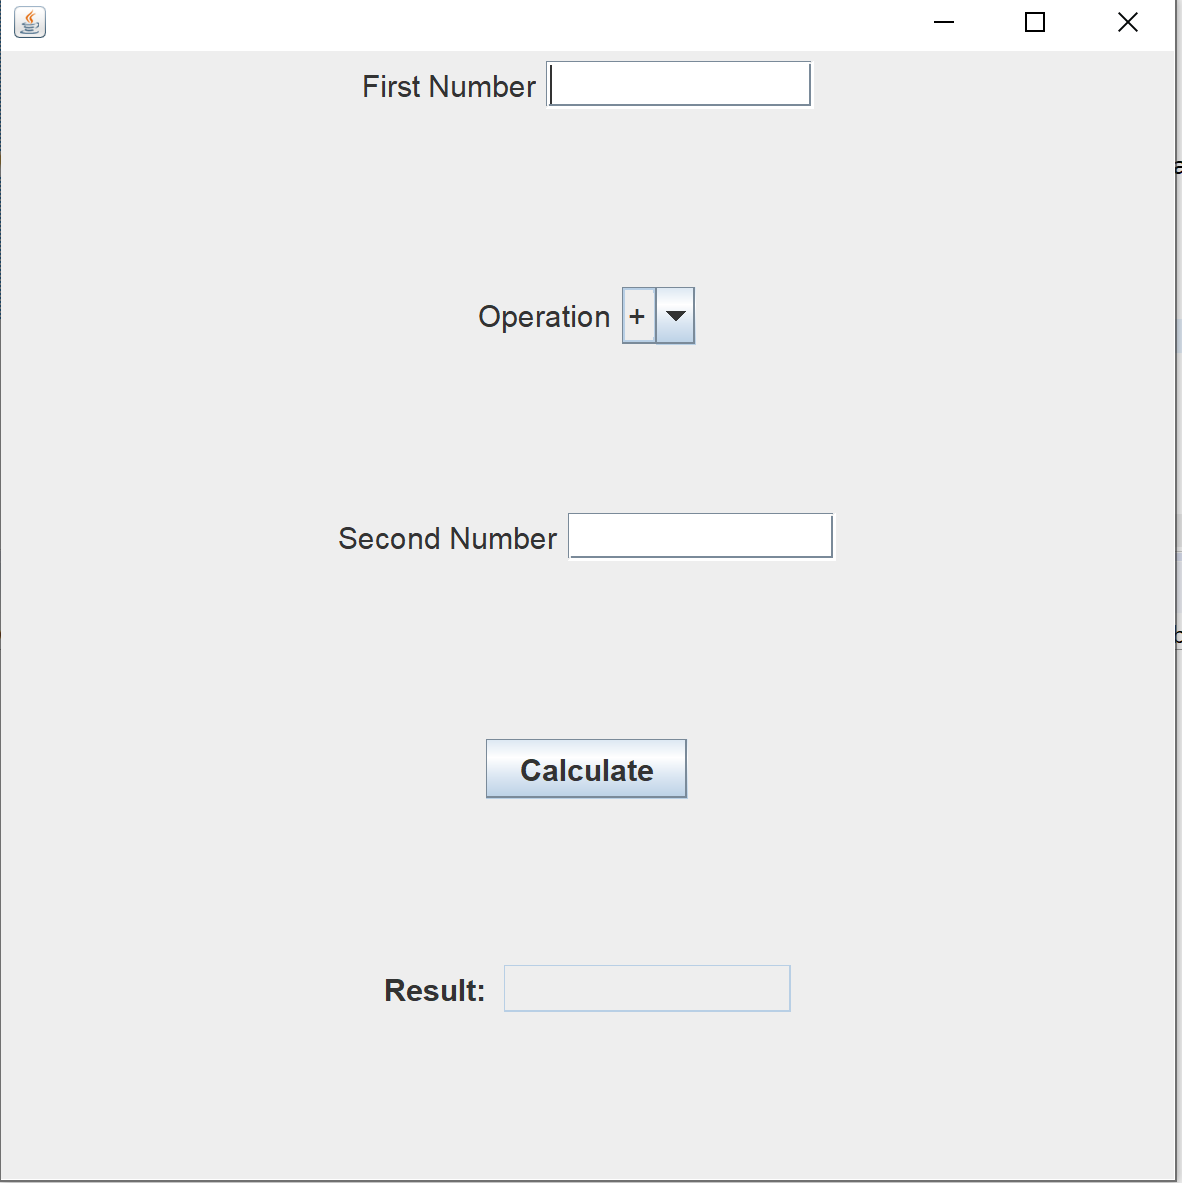 First Number
Operation +
Second Number
Calculate
Result: